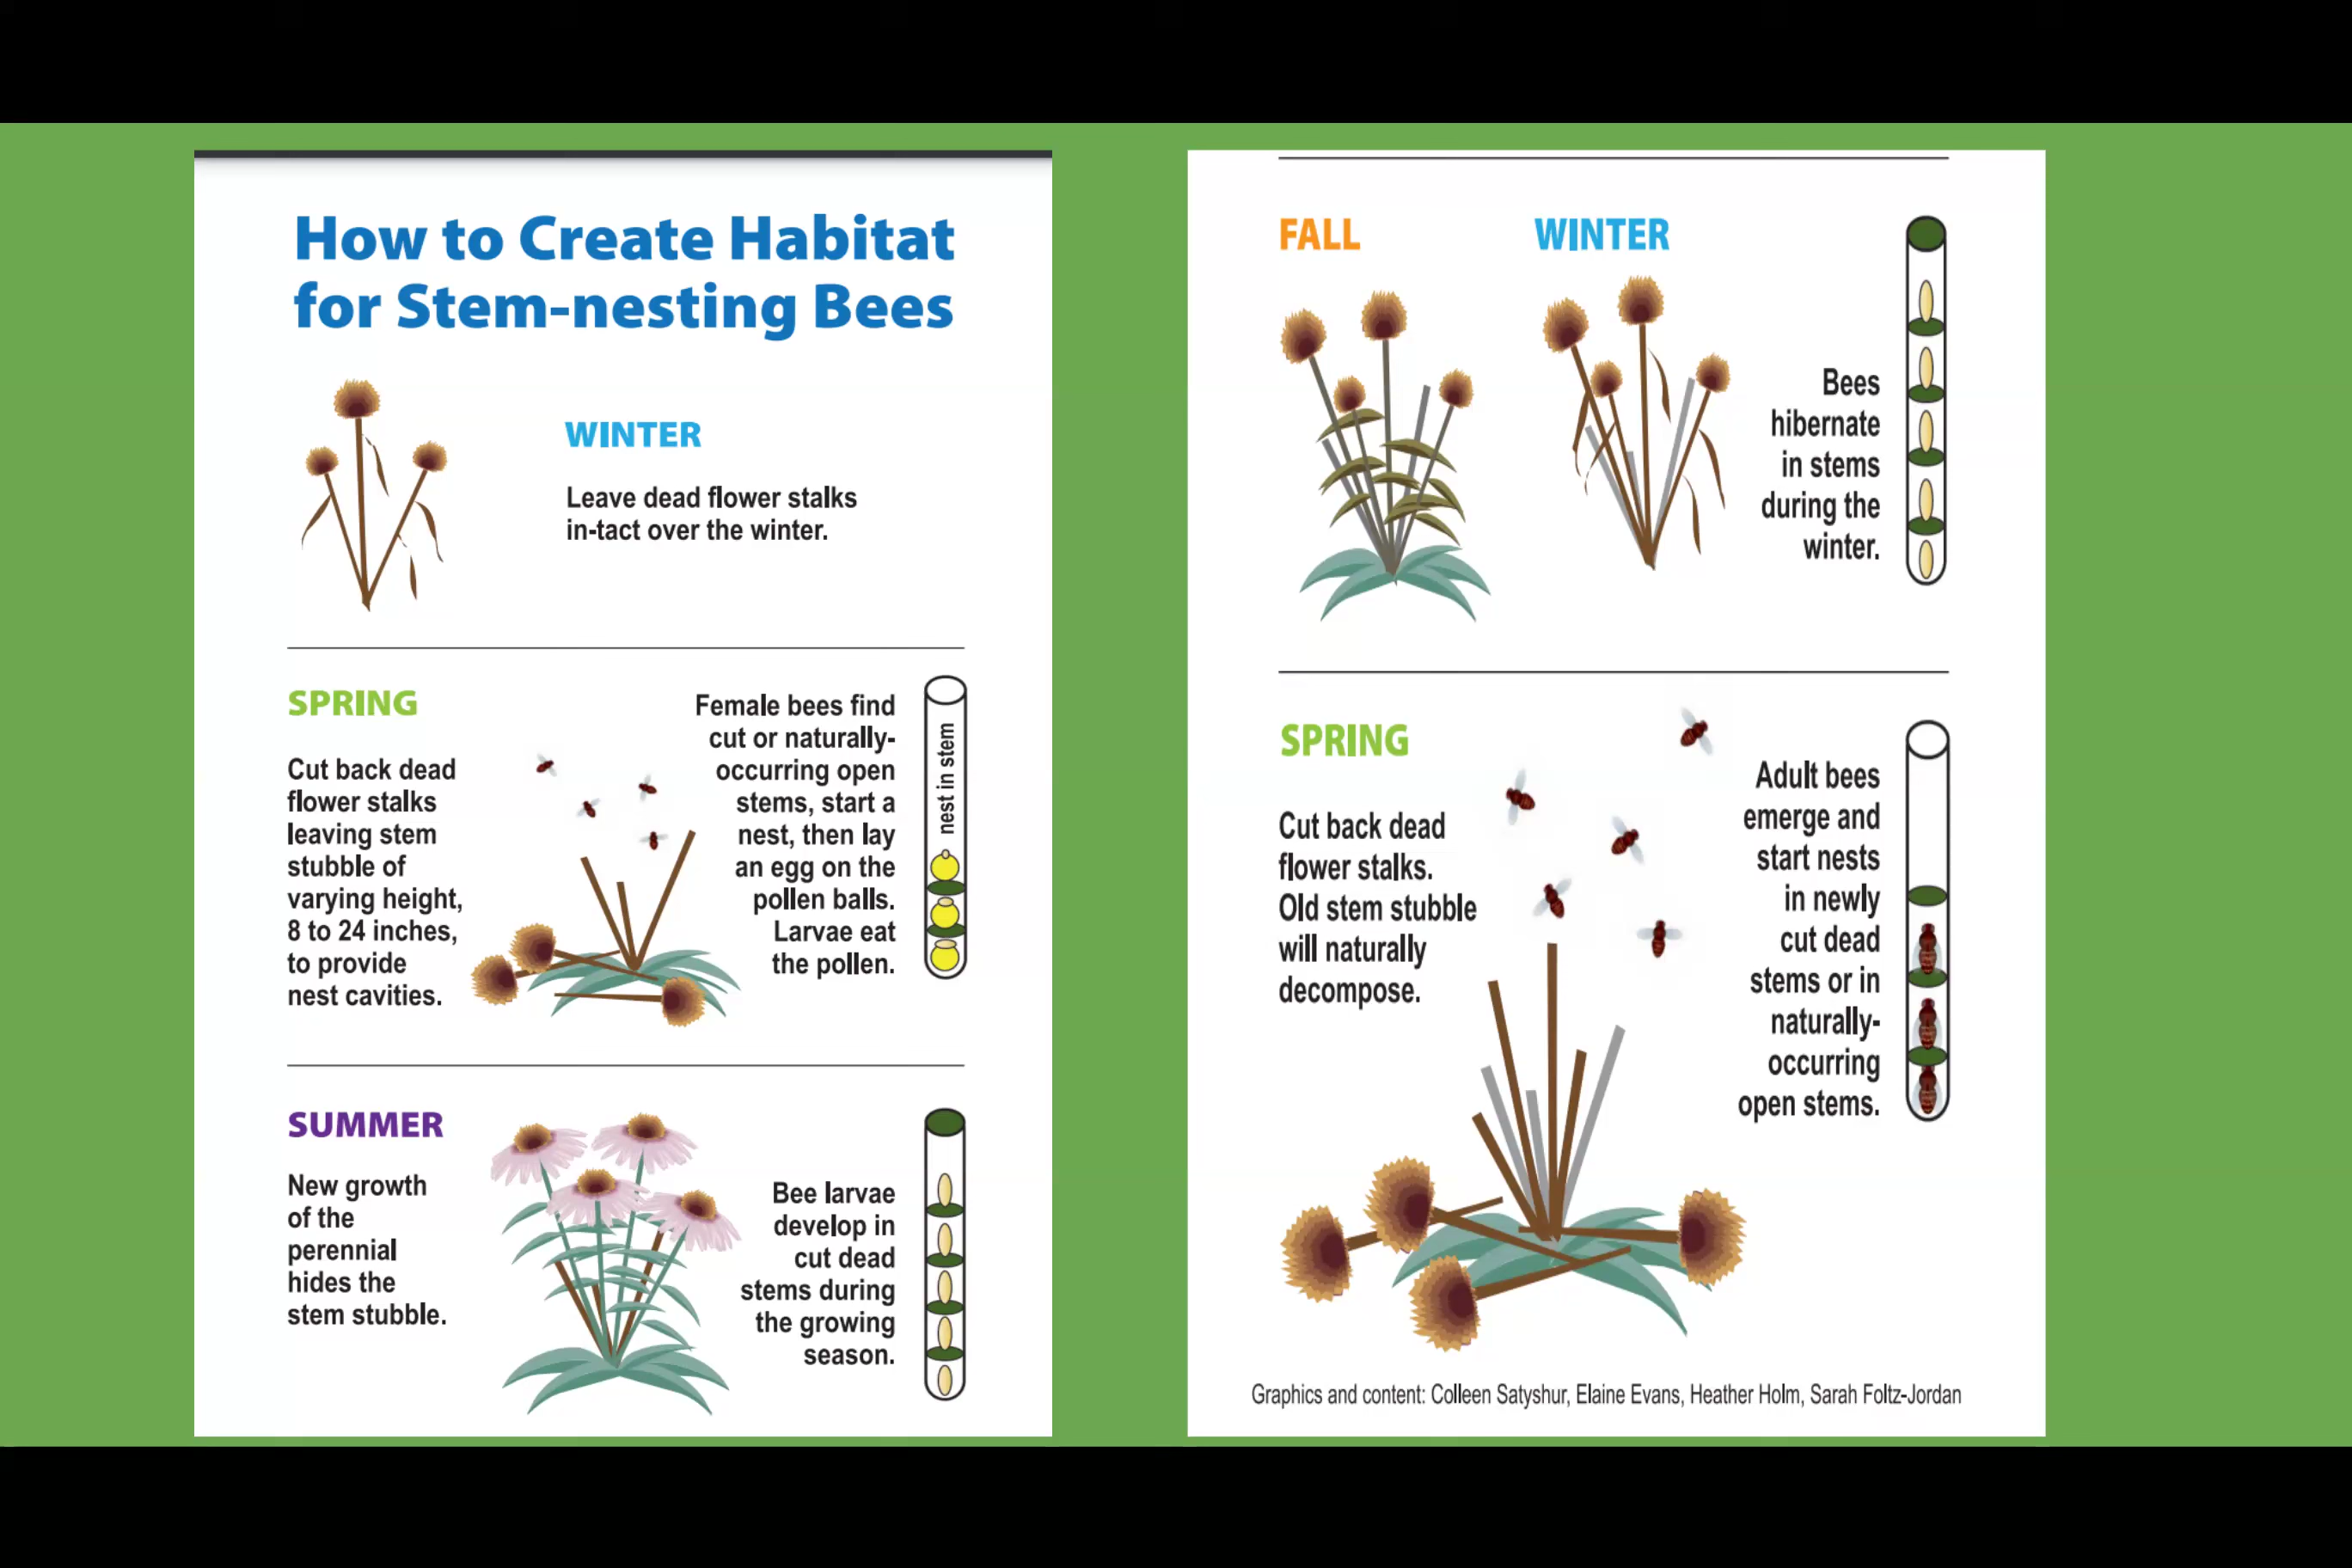 How to Create Habitat
for Stem-nesting Bees
WINTER
Leave dead flower stalks
in-tact over the winter.
SPRING
Cut back dead
flower stalks
leaving stem
stubble of
varying height,
8 to 24 inches,
to provide
nest cavities.
Female bees find
cut or naturally-
occurring open
stems, start a
nest, then lay
an egg on the
pollen balls.
Larvae eat
the pollen.
nest in stem
SUMMER
New growth
of the
perennial
hides the
stem stubble.
Bee larvae
develop in
cut dead
stems during
the growing
season.
FALL
WINTER
Bees
hibernate
in stems
during the
winter.
SPRING
Cut back dead
flower stalks.
Old stem stubble
will naturally
decompose.
Adult bees
emerge and
start nests
in newly
cut dead
stems or in
naturally-
occurring
open stems.
Graphics and content: Colleen Satyshur, Elaine Evans, Heather Holm, Sarah Foltz-Jordan